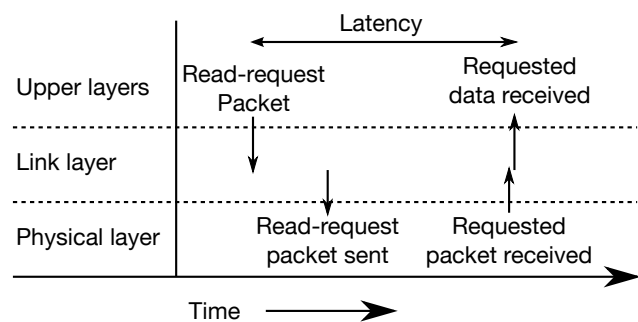 Latency
Read-request
Packet
Requested
data received
Upper layers
Link layer
Physical layer
Read-request
packet sent
Requested
packet received
Time